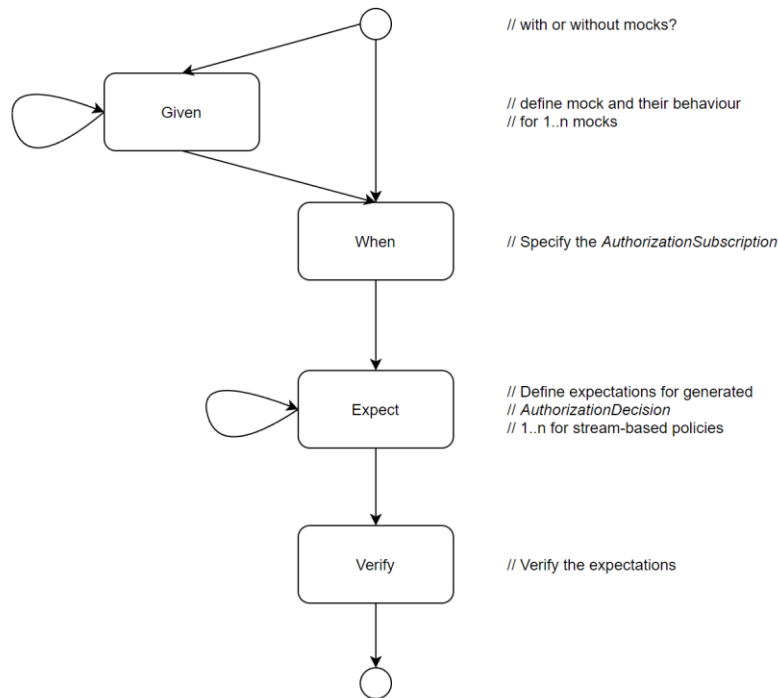 // with or without mocks?
Given
// define mock and their behaviour
// for 1..n mocks
When
// Specify the AuthorizationSubscription
Expect
// Define expectations for generated
// AuthorizationDecision
// 1..n for stream-based policies
Verify
// Verify the expectations